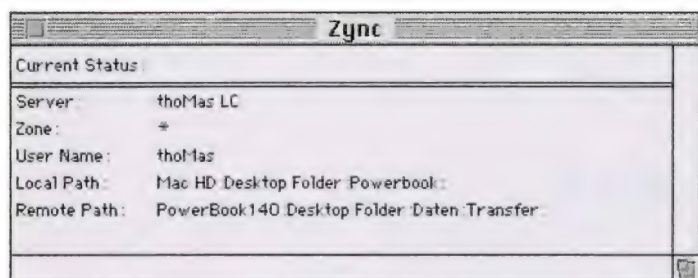 Zync
Current Status:
Server: thoMas LC
Zone: *
User Name: thoMas
Local Path: Mac HD:Desktop Folder:Powerbook:
Remote Path: PowerBook140:Desktop Folder:Daten:Transfer: